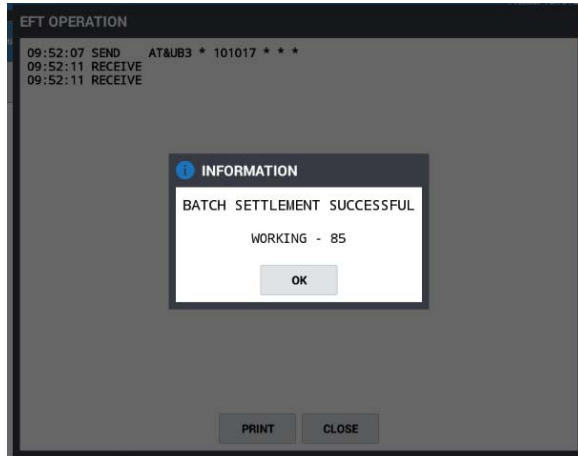 EFT OPERATION
09:52:07 SEND AT&UB3 * 101017 * * *
09:52:11 RECEIVE
09:52:11 RECEIVE
INFORMATION
BATCH SETTLEMENT SUCCESSFUL
WORKING - 85
OK
PRINT CLOSE